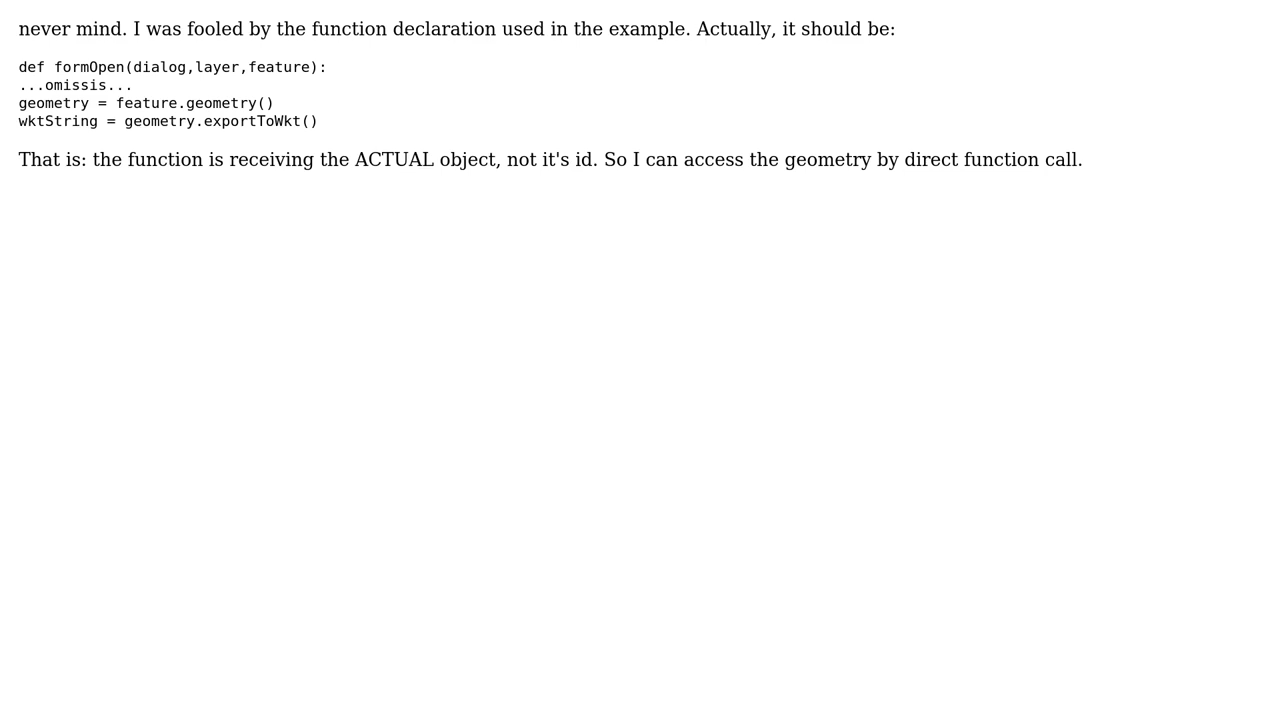 never mind. I was fooled by the function declaration used in the example. Actually, it should be:
def formOpen(dialog,layer,feature):
...omissis...
geometry = feature.geometry()
wktString = geometry.exportToWkt()
That is: the function is receiving the ACTUAL object, not it's id. So I can access the geometry by direct function call.